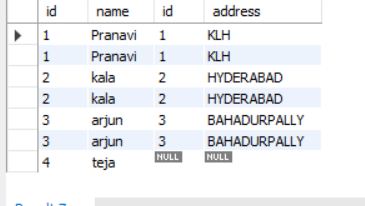 id name id address
1 Pranavi 1 KLH
1 Pranavi 1 KLH
2 kala 2 HYDERABAD
2 kala 2 HYDERABAD
3 arjun 3 BAHADURPALLY
3 arjun 3 BAHADURPALLY
4 teja NULL NULL